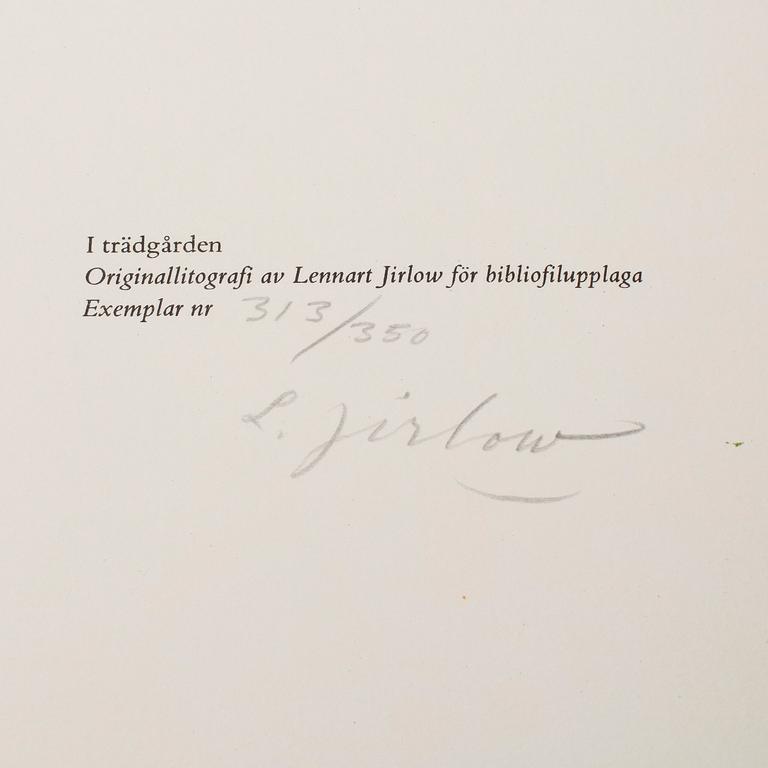 I trädgården
Originallitografi av Lennart Jirlow för bibliofilupplaga
Exemplar nr 313/350
L. Jirlow